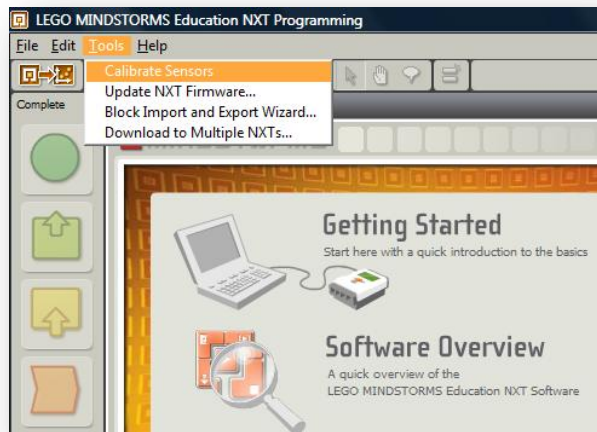 LEGO MINDSTORMS Education NXT Programming
File Edit Tools Help
Calibrate Sensors
Update NXT Firmware...
Block Import and Export Wizard...
Download to Multiple NXTs...
Complete
Getting Started
Start here with a quick introduction to the basics
Software Overview
A quick overview of the
LEGO MINDSTORMS Education NXT Software